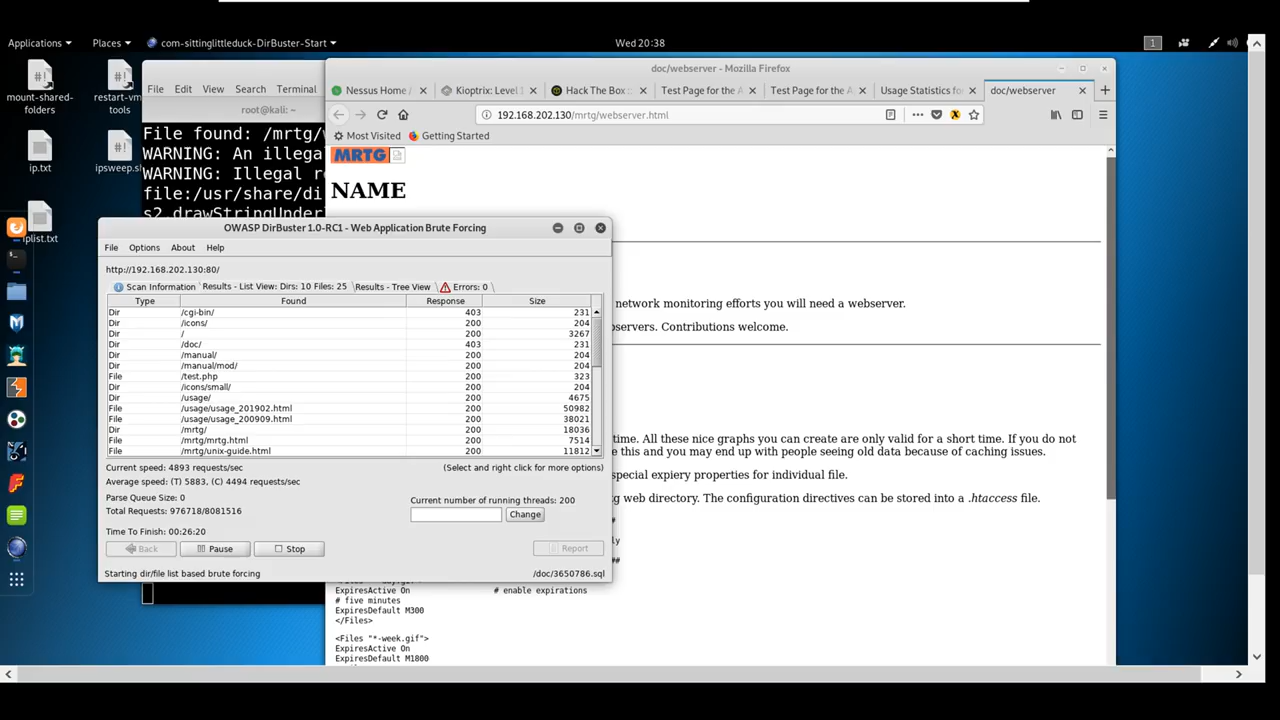 Applications Places com-sittinglittleduck-DirBuster-Start Wed 20:38 1
mount-shared-folders
restart-vm tools
ip.txt
ipsweep.sh
iplist.txt
File Edit View Search Terminal
root@kali: ~
File found: /mrtg/
WARNING: An illega
WARNING: Illegal r
file:/usr/share/di
s2.drawStringUnder
doc/webserver - Mozilla Firefox
Nessus Home / Kioptrix: Level 1 Hack The Box :: Test Page for the A Test Page for the A Usage Statistics fo doc/webserver
192.168.202.130/mrtg/webserver.html
Most Visited Getting Started
MRTG
NAME
network monitoring efforts you will need a webserver.
bservers. Contributions welcome.
time. All these nice graphs you can create are only valid for a short time. If you do not
e this and you may end up with people seeing old data because of caching issues.
special expiery properties for individual file.
tg web directory. The configuration directives can be stored into a .htaccess file.
#
ly
##
ExpiresActive On # enable expirations
# five minutes
ExpiresDefault M300
</Files>
<Files "*-week.gif">
ExpiresActive On
ExpiresDefault M1800
OWASP DirBuster 1.0-RC1 - Web Application Brute Forcing
File Options About Help
http://192.168.202.130:80/
Scan Information Results - List View: Dirs: 10 Files: 25 Results - Tree View Errors: 0
Type Found Response Size
Dir /cgi-bin/ 403 231
Dir /icons/ 200 204
Dir / 200 3267
Dir /doc/ 403 231
Dir /manual/ 200 204
Dir /manual/mod/ 200 204
File /test.php 200 323
Dir /icons/small/ 200 204
Dir /usage/ 200 4675
File /usage/usage_201902.html 200 50982
File /usage/usage_200909.html 200 38021
Dir /mrtg/ 200 18036
File /mrtg/mrtg.html 200 7514
File /mrtg/unix-guide.html 200 11812
Current speed: 4893 requests/sec (Select and right click for more options)
Average speed: (T) 5883, (C) 4494 requests/sec
Parse Queue Size: 0
Current number of running threads: 200
Total Requests: 976718/8081516
Change
Time To Finish: 00:26:20
Back Pause Stop Report
Starting dir/file list based brute forcing /doc/3650786.sql